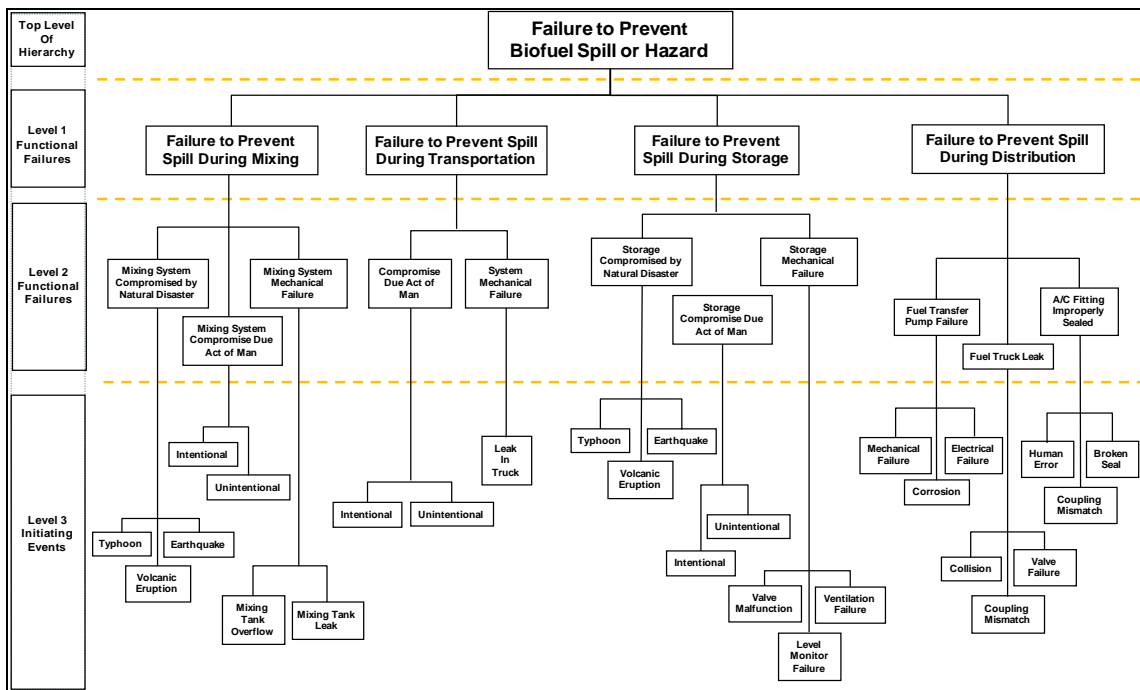 Top Level
Of
Hierarchy
Failure to Prevent
Biofuel Spill or Hazard
Level 1
Functional
Failures
Failure to Prevent
Spill During Mixing
Failure to Prevent Spill
During Transportation
Failure to Prevent
Spill During Storage
Failure to Prevent Spill
During Distribution
Level 2
Functional
Failures
Mixing System
Compromised by
Natural Disaster
Mixing System
Compromise Due
Act of Man
Mixing System
Mechanical
Failure
Compromise
Due Act of
Man
System
Mechanical
Failure
Storage
Compromised by
Natural Disaster
Storage
Compromise Due
Act of Man
Storage
Mechanical
Failure
Fuel Transfer
Pump Failure
Fuel Truck Leak
A/C Fitting
Improperly
Sealed
Level 3
Initiating
Events
Typhoon
Earthquake
Volcanic
Eruption
Intentional
Unintentional
Mixing
Tank
Overflow
Mixing Tank
Leak
Intentional
Unintentional
Leak
In
Truck
Typhoon
Earthquake
Volcanic
Eruption
Unintentional
Intentional
Valve
Malfunction
Ventilation
Failure
Level
Monitor
Failure
Mechanical
Failure
Electrical
Failure
Corrosion
Collision
Valve
Failure
Coupling
Mismatch
Human
Error
Broken
Seal
Coupling
Mismatch